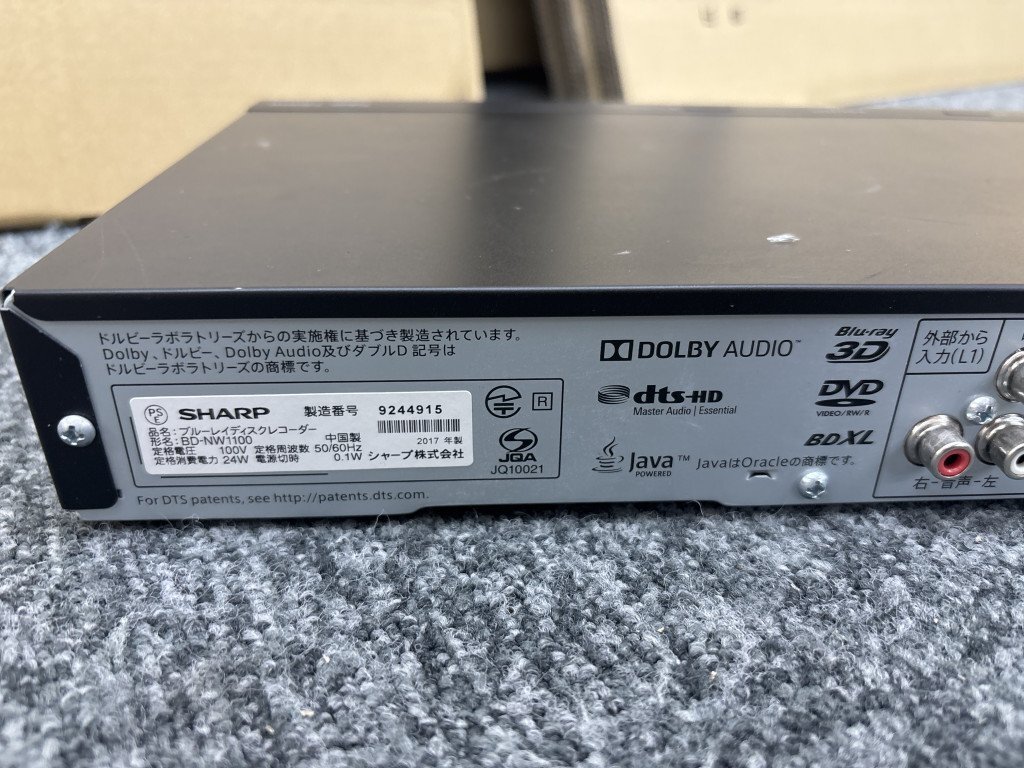 ドルビーラボラトリーズからの実施権に基づき製造されています。
Dolby、ドルビー、Dolby Audio及びダブルD 記号は
ドルビーラボラトリーズの商標です。
PS
E
SHARP 製造番号 9244915
品名：ブルーレイディスクレコーダー
形名：BD-NW1100 中国製 2017 年製
定格電圧 100V 定格周波数 50/60Hz
定格消費電力 24W 電源切時 0.1W シャープ株式会社
R
JQA
JQ10021
For DTS patents, see http://patents.dts.com.
DOLBY AUDIO™
dts-HD
Master Audio | Essential
Java™
POWERED
JavaはOracleの商標です。
Blu-ray
3D
DVD
VIDEO/RW/R
BDXL
外部から
入力(L1)
右-音声-左